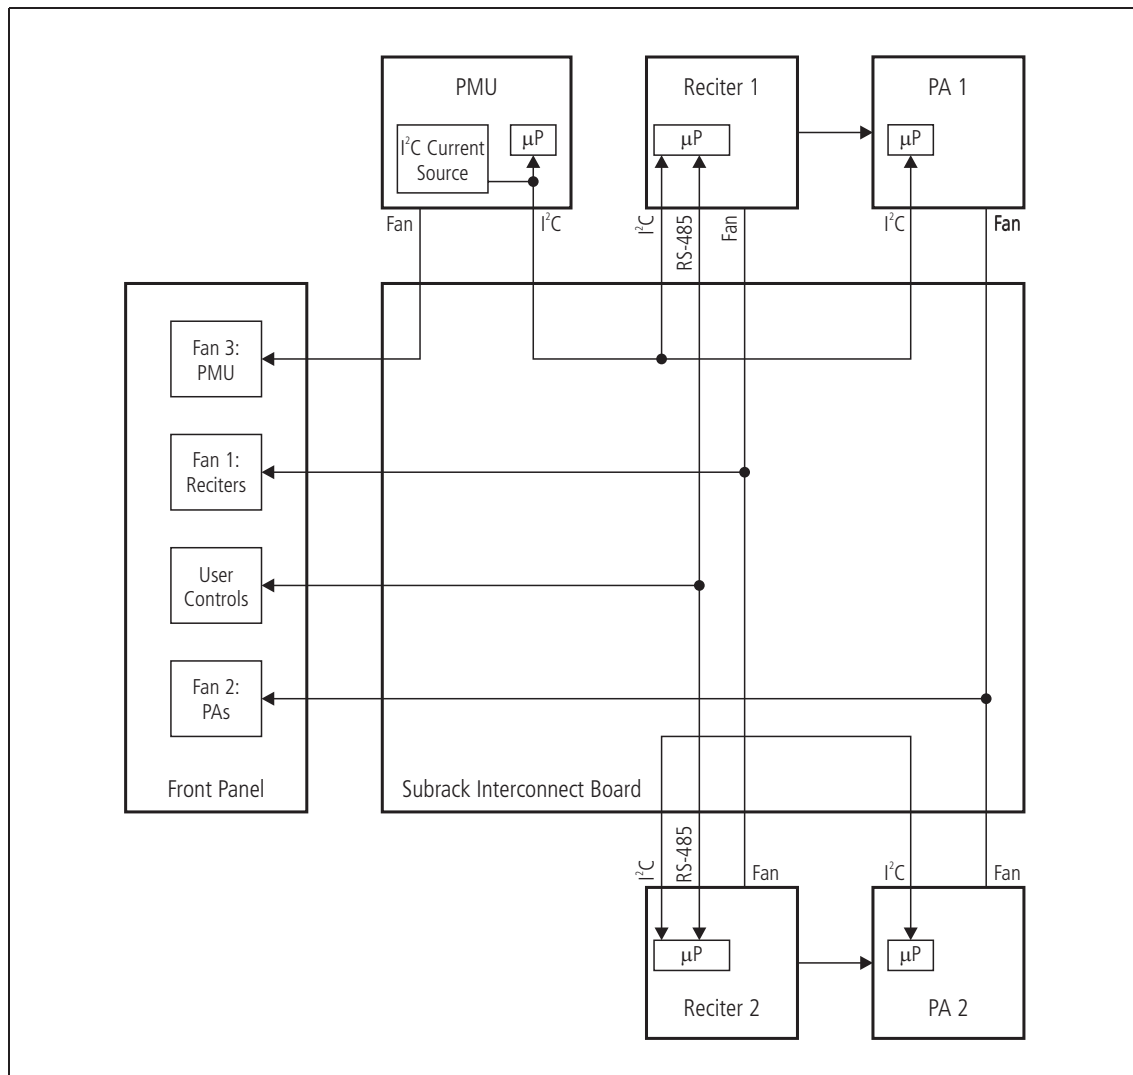 PMU
Reciter 1
PA 1
I²C Current
Source
μP
μP
μP
Fan
I²C
I²C
RS-485
Fan
I²C
Fan
Fan 3:
PMU
Fan 1:
Reciters
User
Controls
Fan 2:
PAs
Front Panel
Subrack Interconnect Board
I²C
RS-485
Fan
I²C
Fan
μP
μP
Reciter 2
PA 2